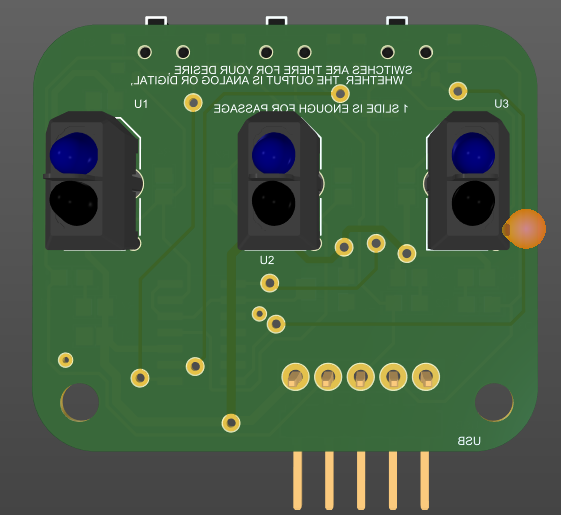 SWITCHES ARE THERE FOR YOUR DESIRE,
WHETHER, THE OUTPUT IS ANALOG OR DIGITAL,
1 SLIDE IS ENOUGH FOR PASSAGE
U1
U3
U2
USB